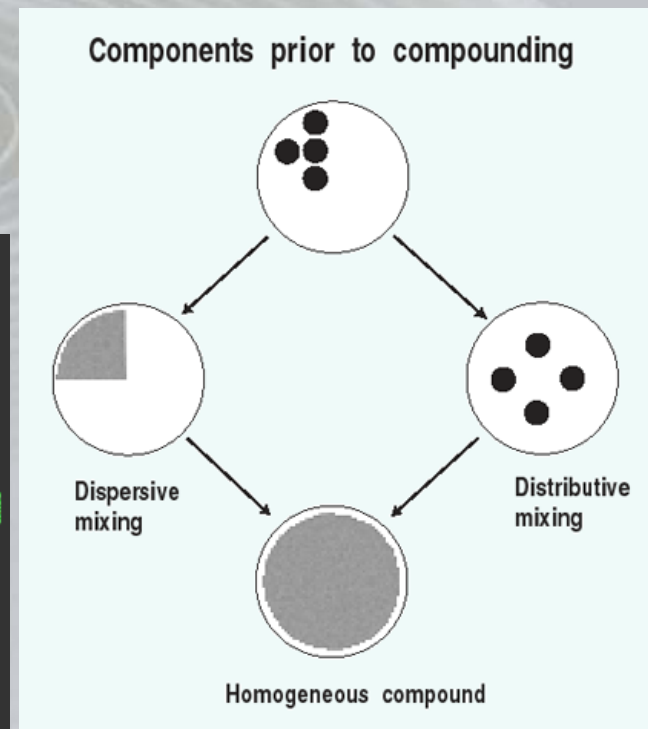 Components prior to compounding
Dispersive
mixing
Distributive
mixing
Homogeneous compound